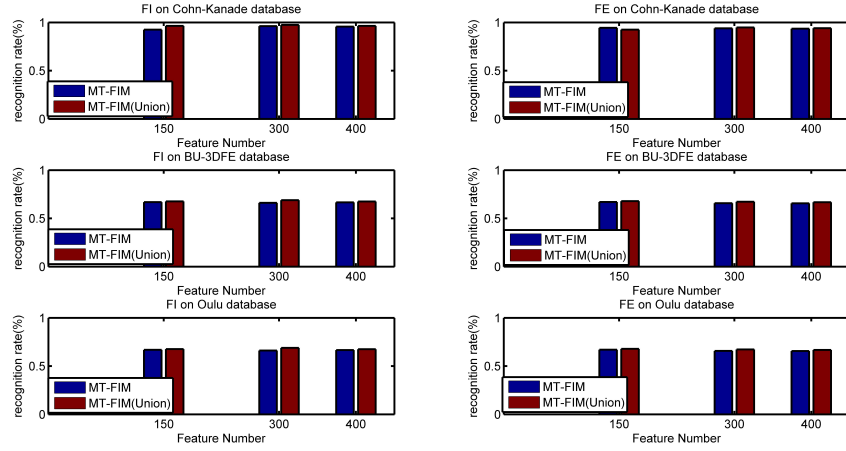 FI on Cohn-Kanade database
1
0.5
0
recognition rate(%)
MT-FIM
MT-FIM(Union)
150
300
400
Feature Number
FE on Cohn-Kanade database
1
0.5
0
recognition rate(%)
MT-FIM
MT-FIM(Union)
150
300
400
Feature Number
FI on BU-3DFE database
1
0.5
0
recognition rate(%)
MT-FIM
MT-FIM(Union)
150
300
400
Feature Number
FE on BU-3DFE database
1
0.5
0
recognition rate(%)
MT-FIM
MT-FIM(Union)
150
300
400
Feature Number
FI on Oulu database
1
0.5
0
recognition rate(%)
MT-FIM
MT-FIM(Union)
150
300
400
Feature Number
FE on Oulu database
1
0.5
0
recognition rate(%)
MT-FIM
MT-FIM(Union)
150
300
400
Feature Number